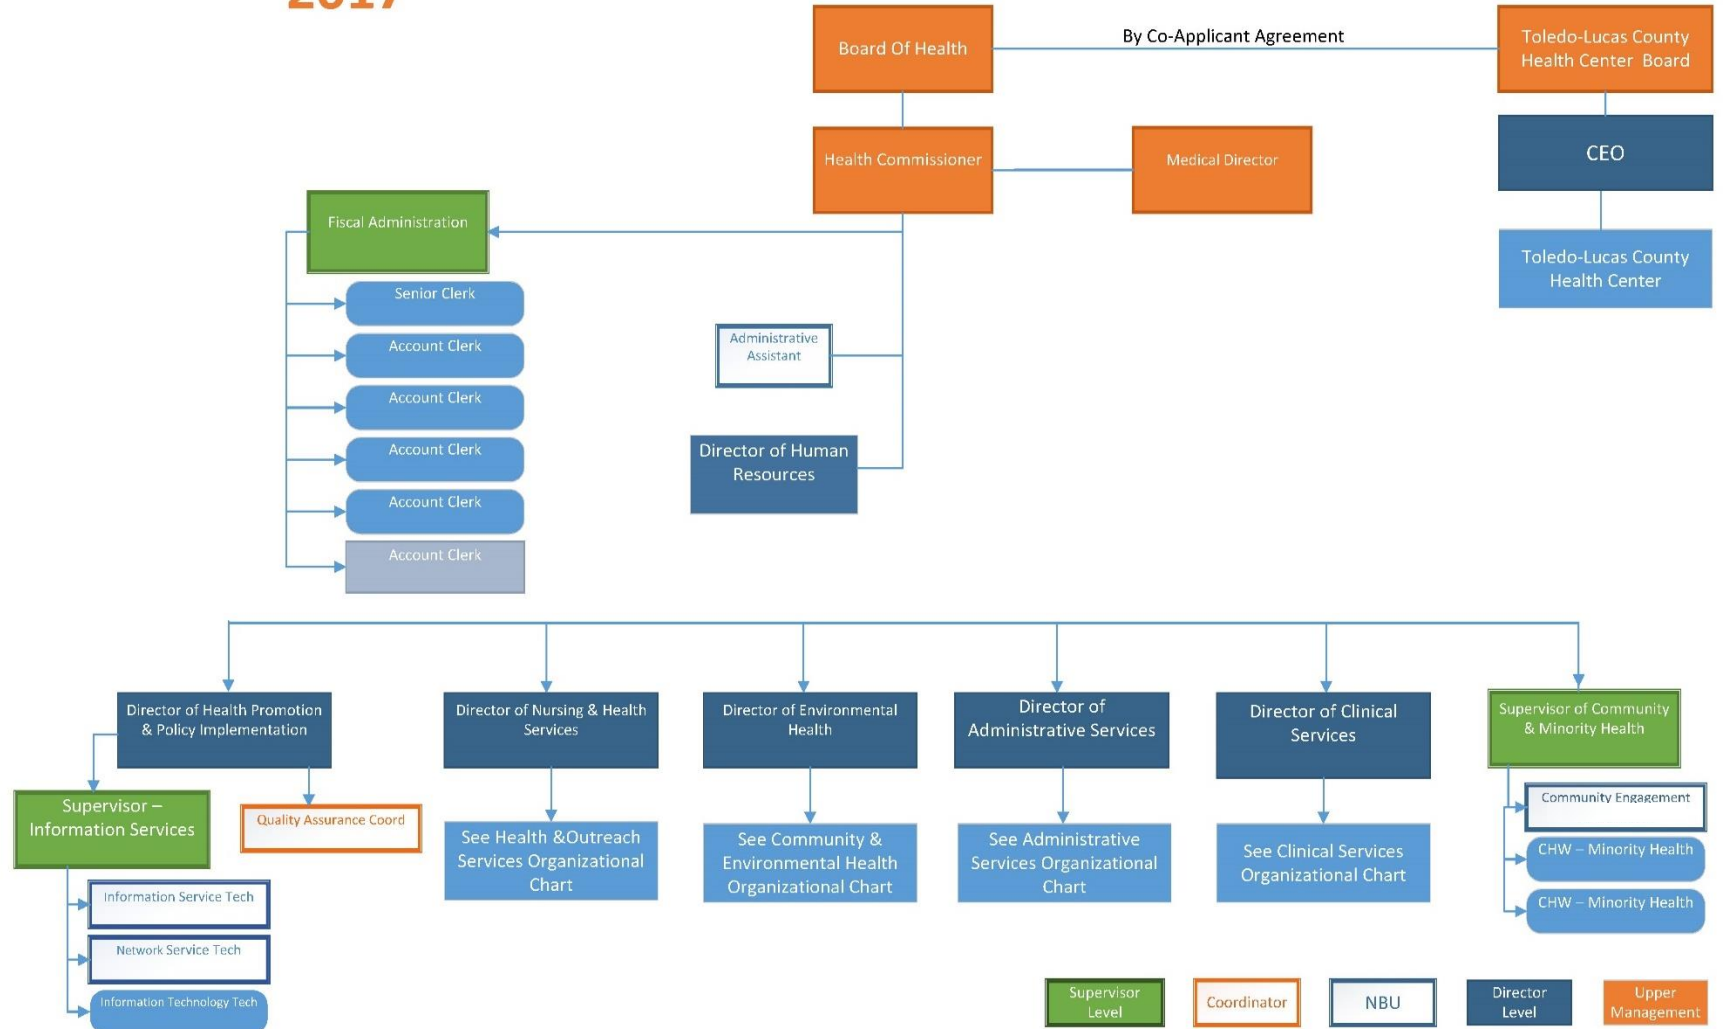 2017
Board Of Health
By Co-Applicant Agreement
Toledo-Lucas County
Health Center Board
Health Commissioner
Medical Director
CEO
Toledo-Lucas County
Health Center
Fiscal Administration
Senior Clerk
Account Clerk
Account Clerk
Account Clerk
Account Clerk
Account Clerk
Administrative
Assistant
Director of Human
Resources
Director of Health Promotion
& Policy Implementation
Director of Nursing & Health
Services
Director of Environmental
Health
Director of
Administrative Services
Director of Clinical
Services
Supervisor of Community
& Minority Health
Supervisor –
Information Services
Quality Assurance Coord
See Health &Outreach
Services Organizational
Chart
See Community &
Environmental Health
Organizational Chart
See Administrative
Services Organizational
Chart
See Clinical Services
Organizational Chart
Community Engagement
CHW – Minority Health
CHW – Minority Health
Information Service Tech
Network Service Tech
Information Technology Tech
Supervisor
Level
Coordinator
NBU
Director
Level
Upper
Management